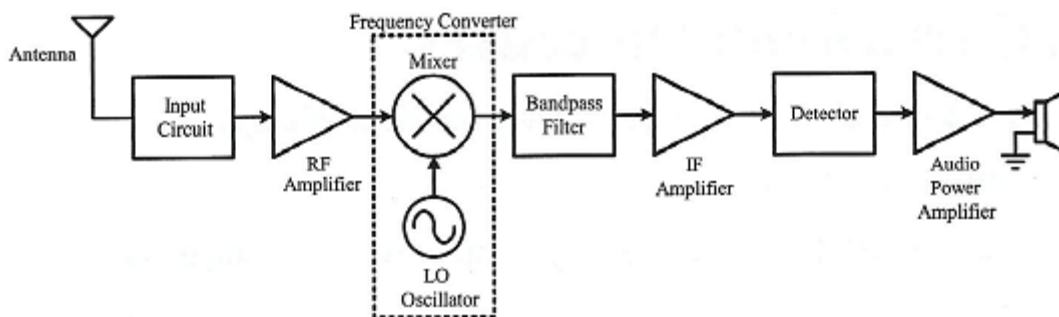 Frequency Converter
Antenna
Mixer
Input
Circuit
RF
Amplifier
LO
Oscillator
Bandpass
Filter
IF
Amplifier
Detector
Audio
Power
Amplifier